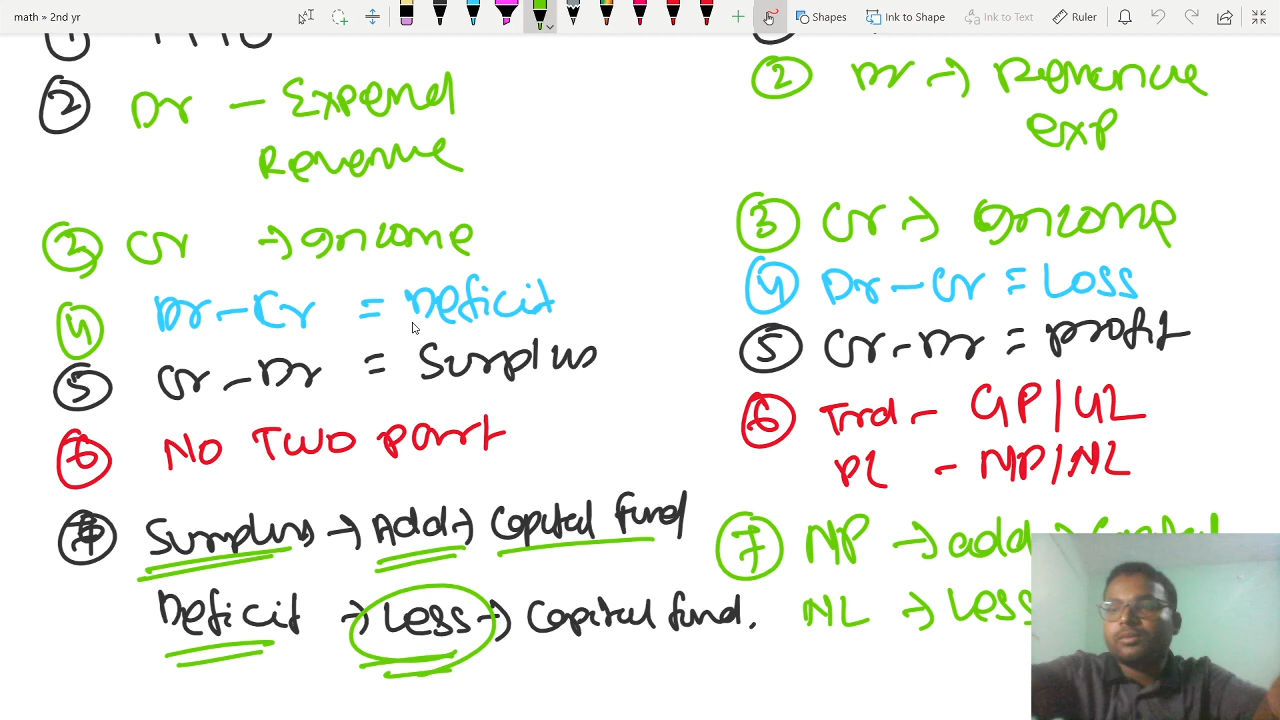 math » 2nd yr
Shapes
Ink to Shape
Ink to Text
Ruler
2 Dr - Expend
Revenue
3 Cr → Income
4 Dr - Cr = Deficit
5 Cr - Dr = Surplus
6 No Two part
7 Surplus → Add → Capital fund
Deficit → Less → Capital fund.
2 Dr → Revenue
exp
3 Cr → Income
4 Dr - Cr = Loss
5 Cr - Dr = profit
6 Trd - GP/GL
PL - NP/NL
7 NP → add → Capital
NL → Less